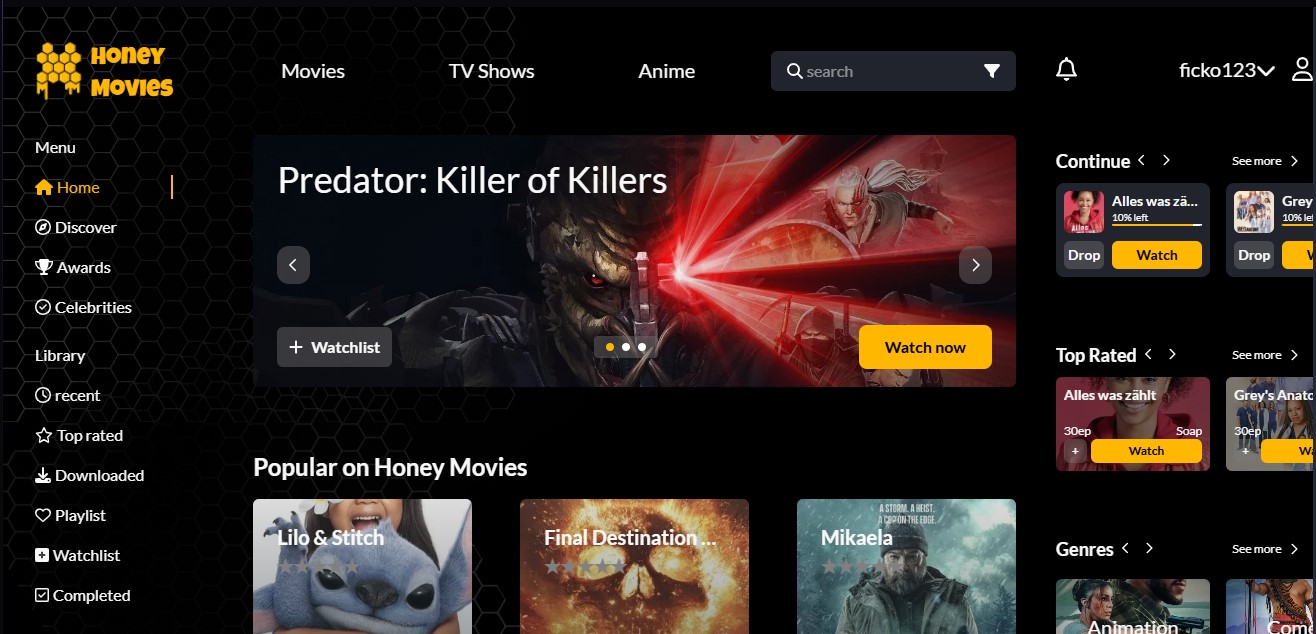 Honey
Movies
Movies
TV Shows
Anime
search
ficko123
Menu
Home
Discover
Awards
Celebrities
Library
recent
Top rated
Downloaded
Playlist
Watchlist
Completed
Predator: Killer of Killers
+ Watchlist
Watch now
Popular on Honey Movies
Lilo & Stitch
Final Destination ...
A STORM. A HEIST.
A COP ON THE EDGE.
Mikaela
Continue
See more
Alles was zä...
10% left
Drop
Watch
Grey
10% lef
Drop
W
Top Rated
See more
Alles was zählt
30ep
Soap
+
Watch
Grey's Anato
30ep
+
Wa
Genres
See more
Animation
Com